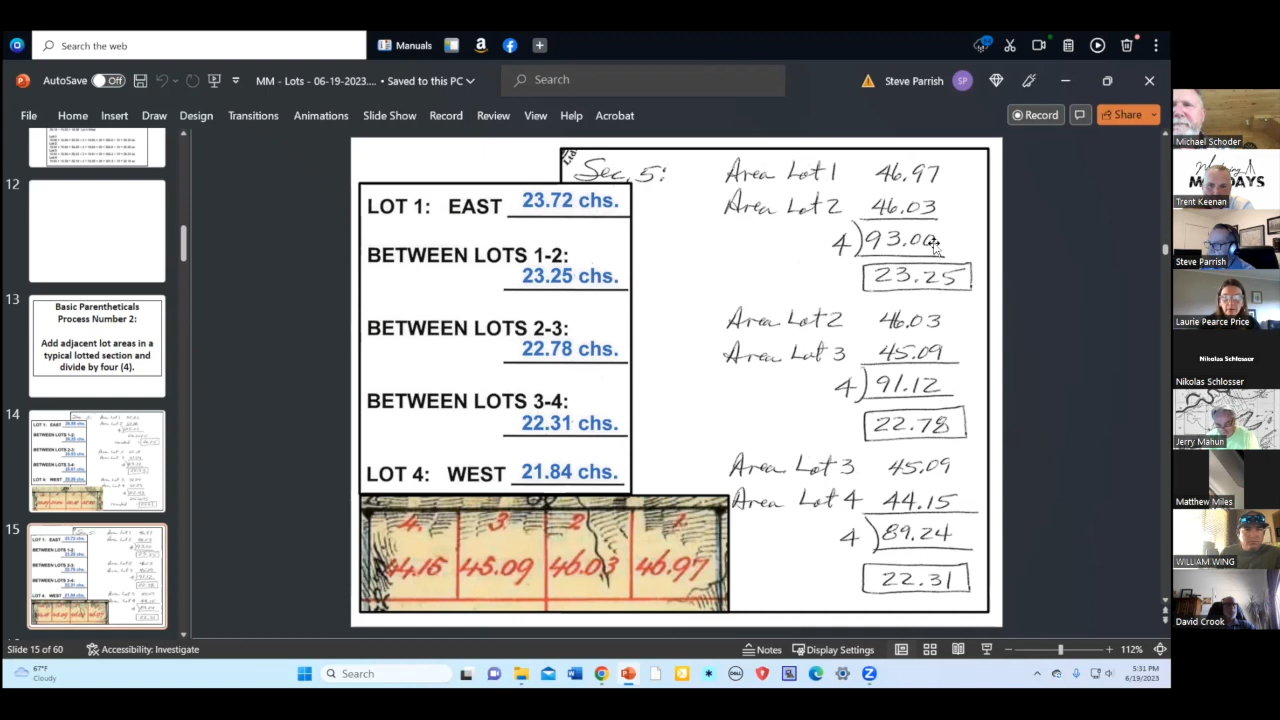 Search the web
Manuals
AutoSave Off
MM - Lots - 06-19-2023.... • Saved to this PC
Search
Steve Parrish SP
File Home Insert Draw Design Transitions Animations Slide Show Record Review View Help Acrobat
Record
Share
12
13
Basic Parentheticals
Process Number 2:
Add adjacent lot areas in a
typical lotted section and
divide by four (4).
14
15
Sec. 5:
LOT 1: EAST 23.72 chs.
BETWEEN LOTS 1-2:
23.25 chs.
BETWEEN LOTS 2-3:
22.78 chs.
BETWEEN LOTS 3-4:
22.31 chs.
LOT 4: WEST 21.84 chs.
4 3 2 1
44.15 45.09 46.03 46.97
Area Lot 1 46.97
Area Lot 2 46.03
4 93.00
23.25
Area Lot 2 46.03
Area Lot 3 45.09
4 91.12
22.78
Area Lot 3 45.09
Area Lot 4 44.15
4 89.24
22.31
Michael Schoder
MONDAYS
Trent Keenan
Steve Parrish
Laurie Pearce Price
Nikolas Schlosser
Nikolas Schlosser
Jerry Mahun
Matthew Miles
WILLIAM WING
David Crook
Slide 15 of 60
Accessibility: Investigate
Notes
Display Settings
112%
67°F
Cloudy
Search
5:31 PM
6/19/2023